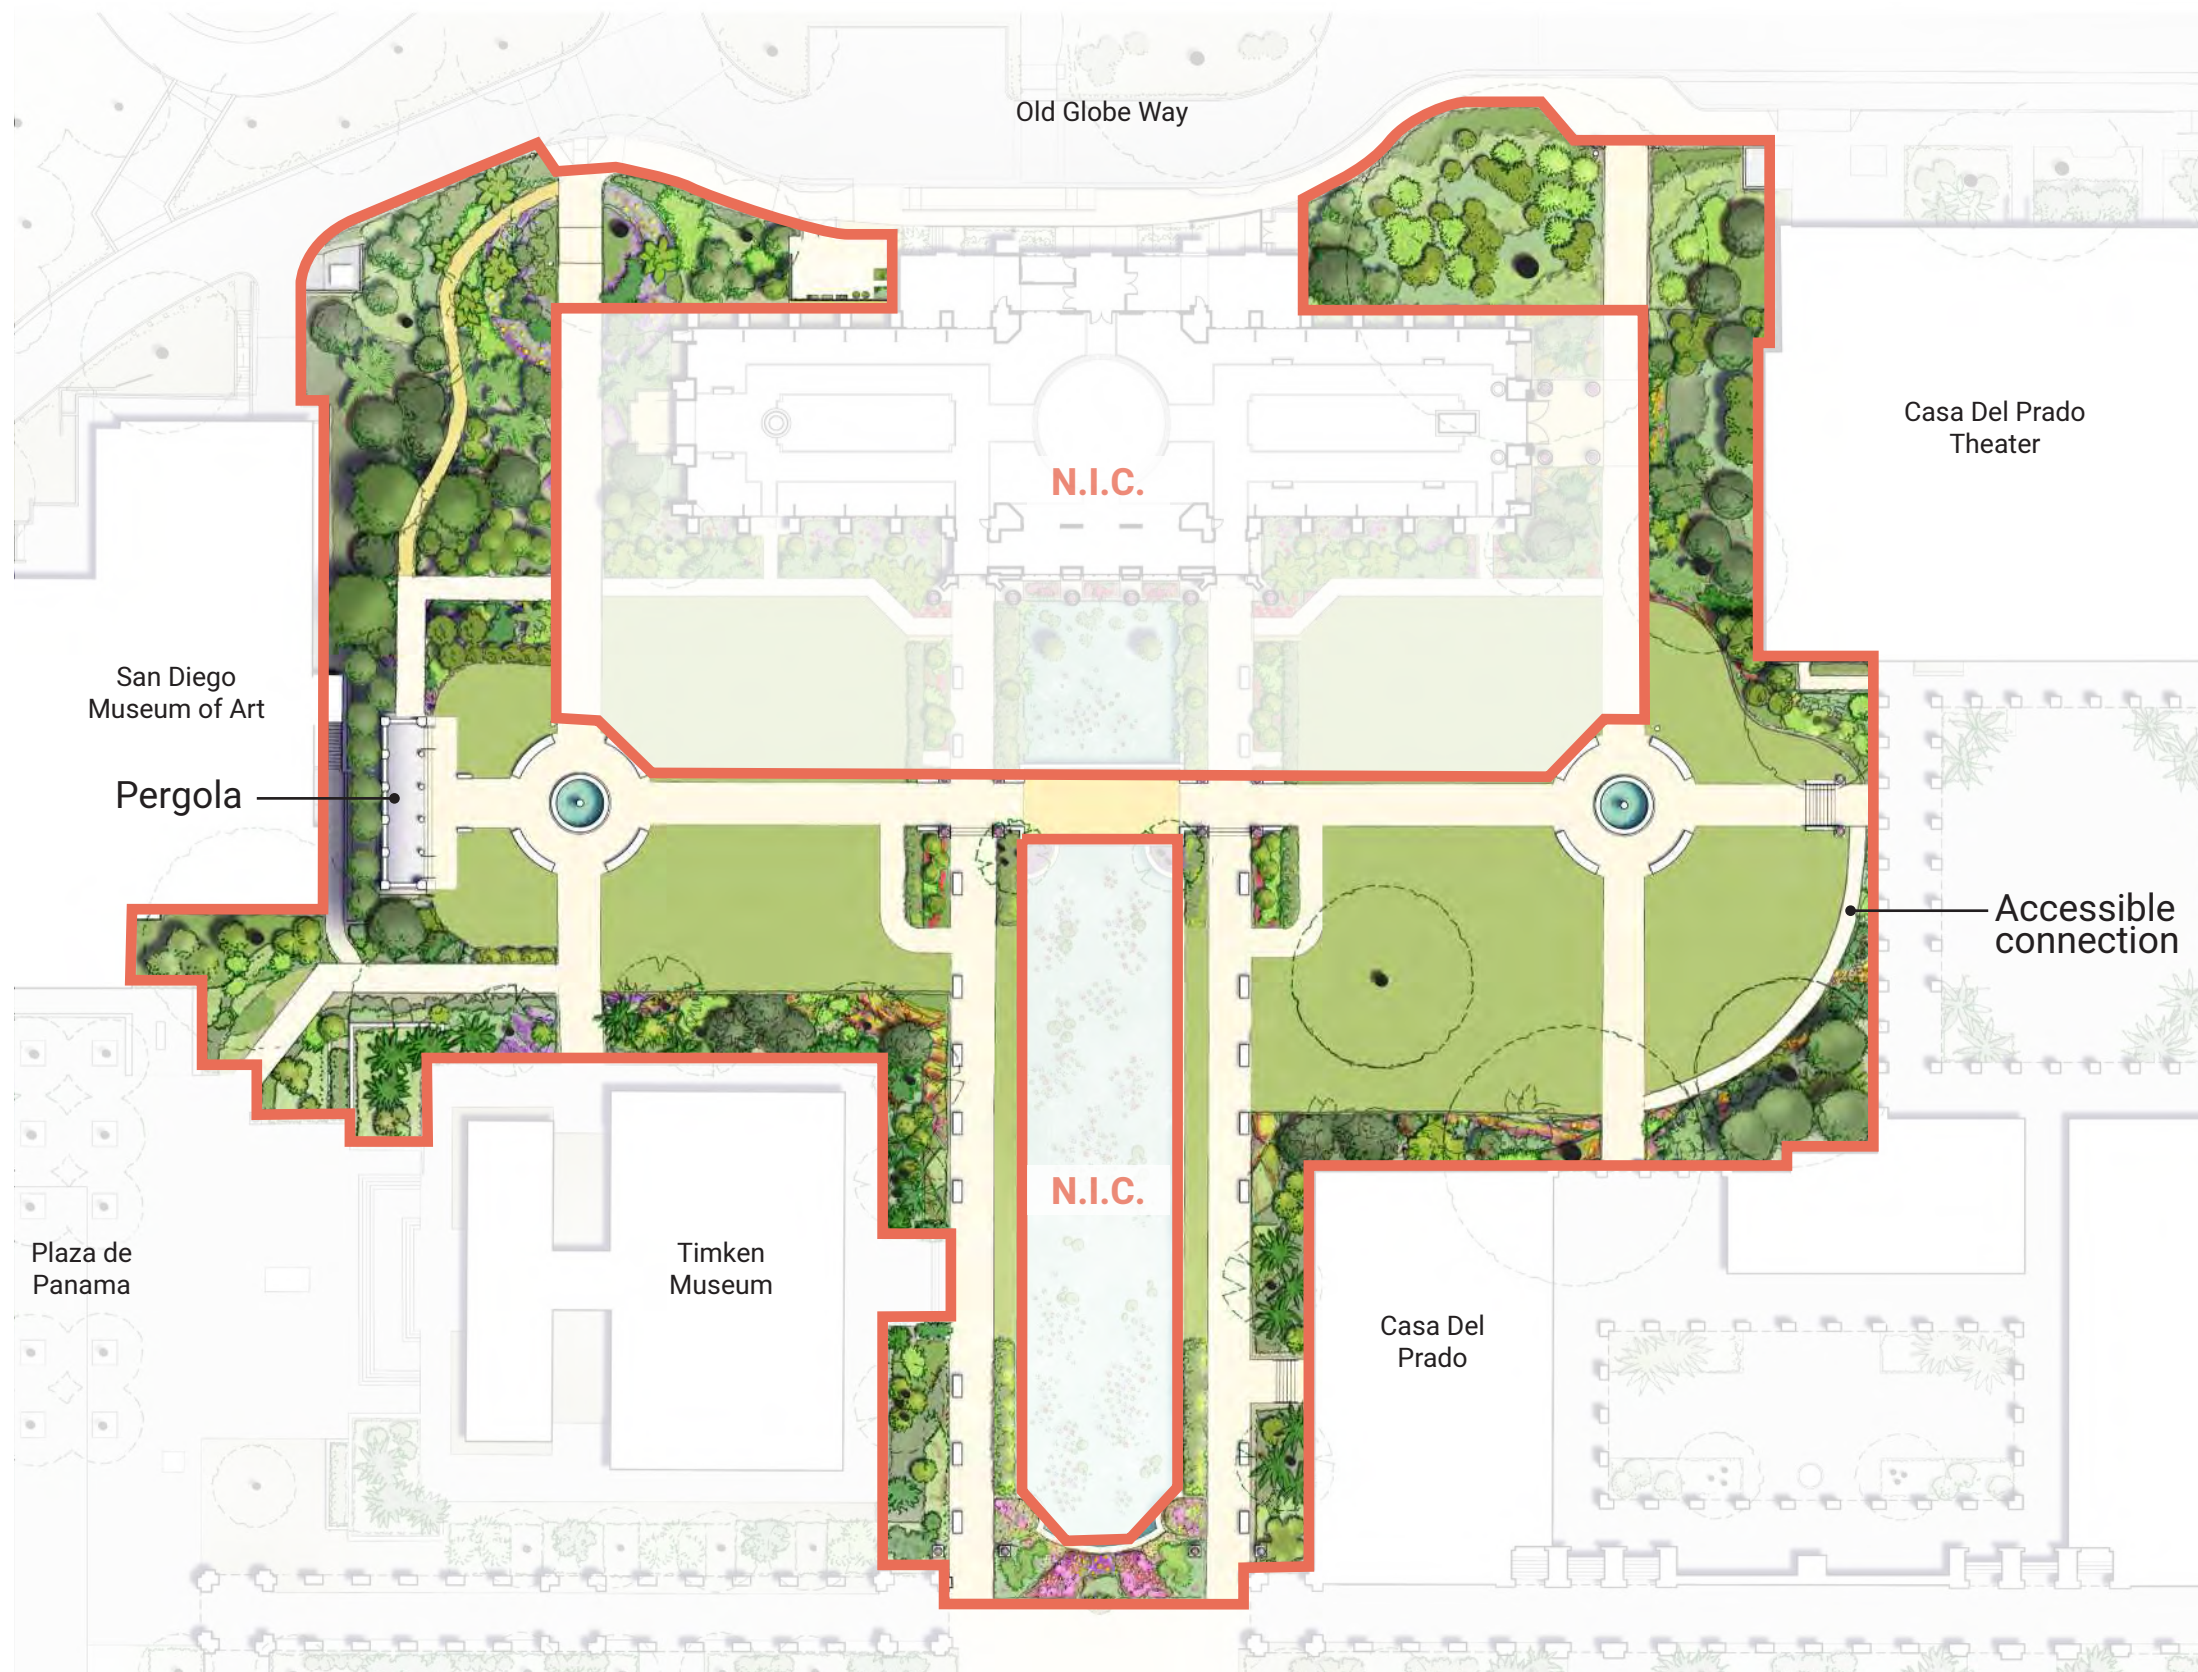 Old Globe Way
Casa Del Prado
Theater
N.I.C.
San Diego
Museum of Art
Pergola
Accessible
connection
N.I.C.
Plaza de
Panama
Timken
Museum
Casa Del
Prado